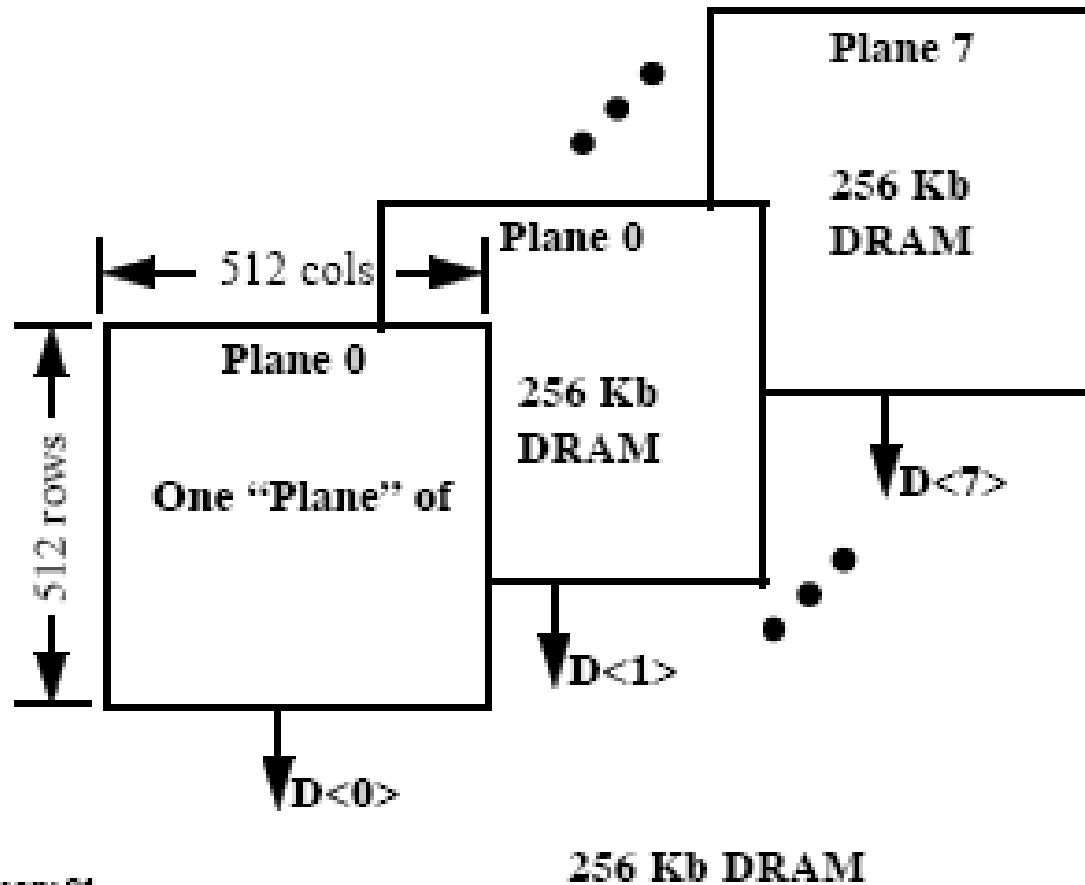 Plane 7
256 Kb
DRAM
Plane 0
512 cols
Plane 0
256 Kb
DRAM
512 rows
One “Plane” of
D<7>
D<1>
D<0>
256 Kb DRAM